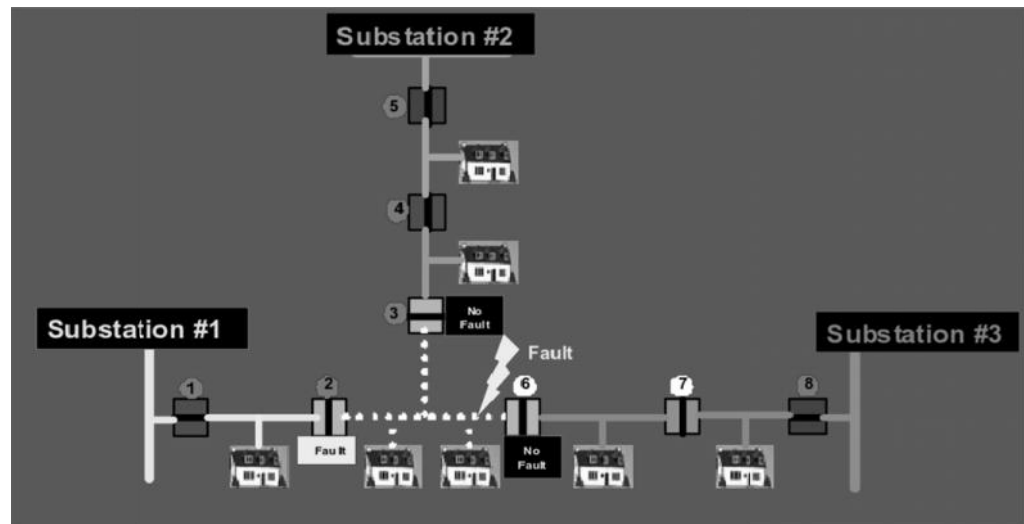 Substation #2
5
4
3
No
Fault
Substation #1
Substation #3
Fault
1
2
6
7
8
Fault
No
Fault